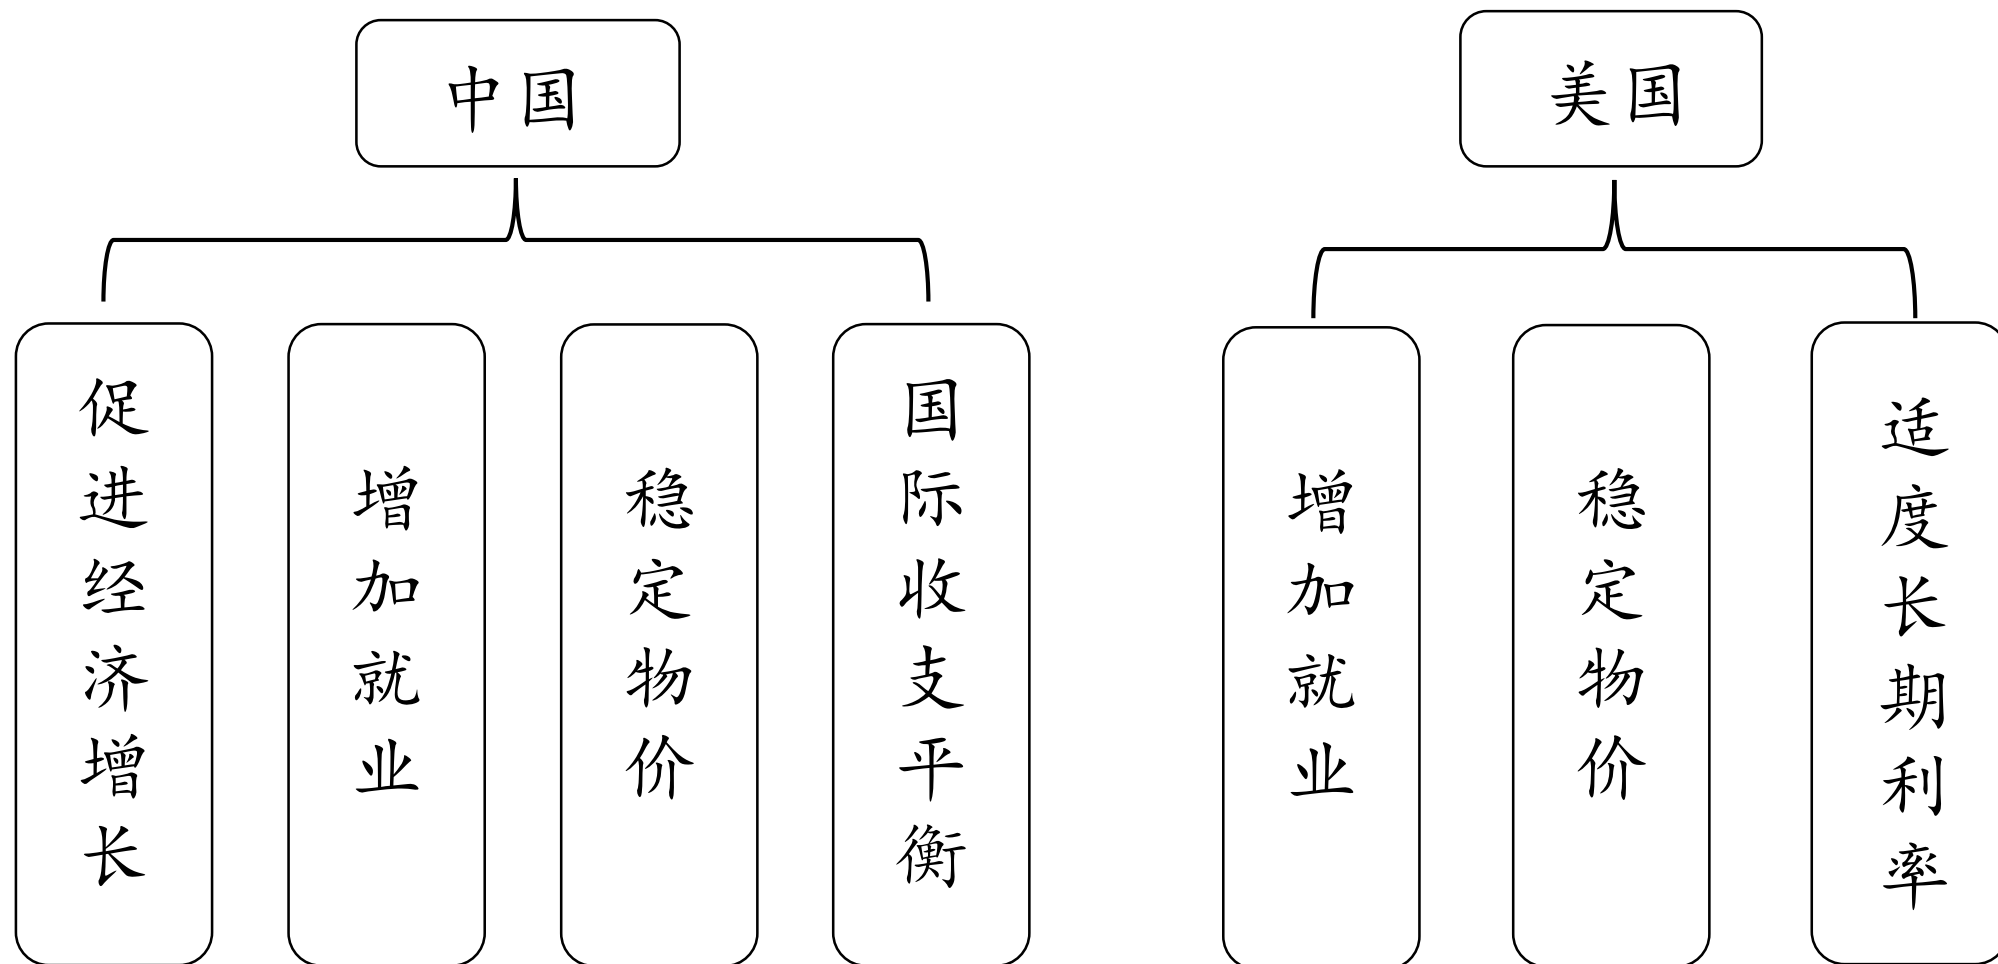 中国
促进经济增长
增加就业
稳定物价
国际收支平衡
美国
增加就业
稳定物价
适度长期利率